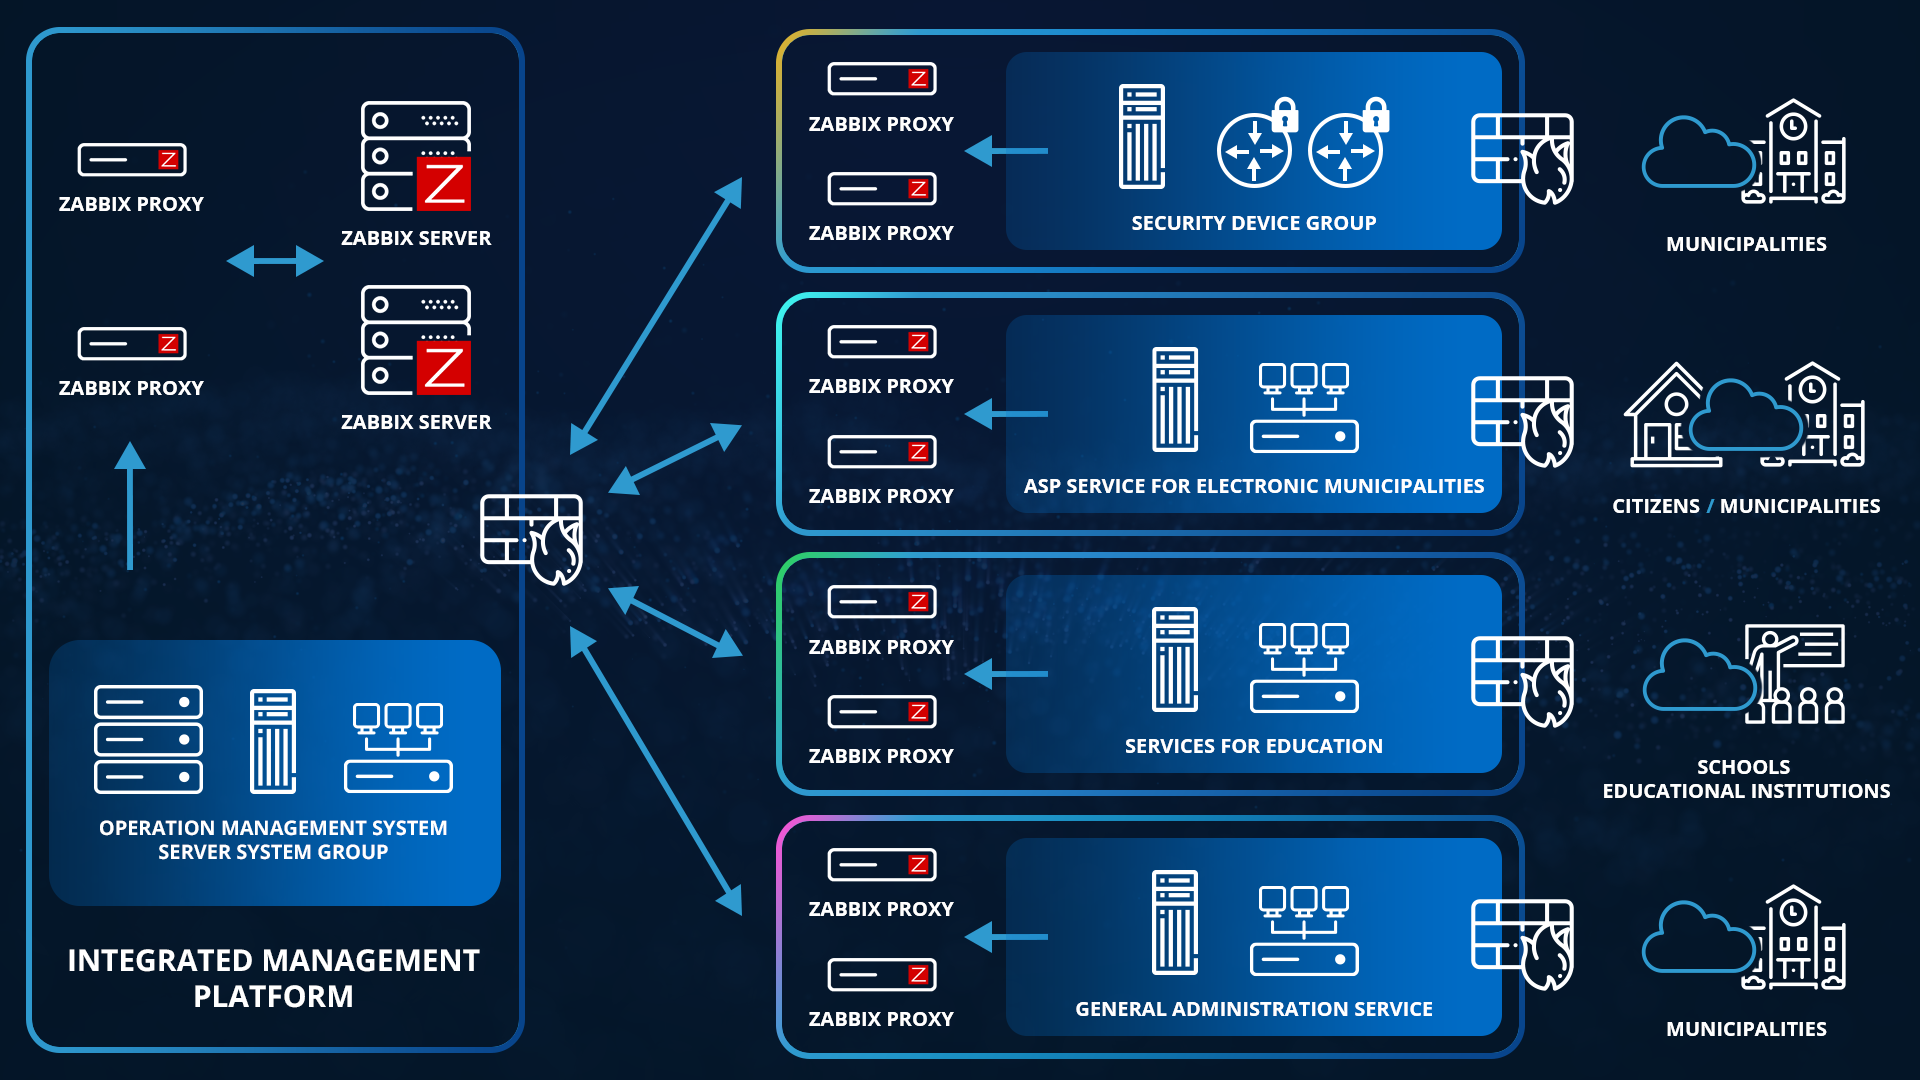 ZABBIX PROXY
ZABBIX SERVER
ZABBIX PROXY
ZABBIX SERVER
OPERATION MANAGEMENT SYSTEM
SERVER SYSTEM GROUP
INTEGRATED MANAGEMENT
PLATFORM
ZABBIX PROXY
ZABBIX PROXY
SECURITY DEVICE GROUP
MUNICIPALITIES
ZABBIX PROXY
ZABBIX PROXY
ASP SERVICE FOR ELECTRONIC MUNICIPALITIES
CITIZENS / MUNICIPALITIES
ZABBIX PROXY
ZABBIX PROXY
SERVICES FOR EDUCATION
SCHOOLS
EDUCATIONAL INSTITUTIONS
ZABBIX PROXY
ZABBIX PROXY
GENERAL ADMINISTRATION SERVICE
MUNICIPALITIES
Z
Z
Z
Z
Z
Z
Z
Z
Z
Z
Z
Z